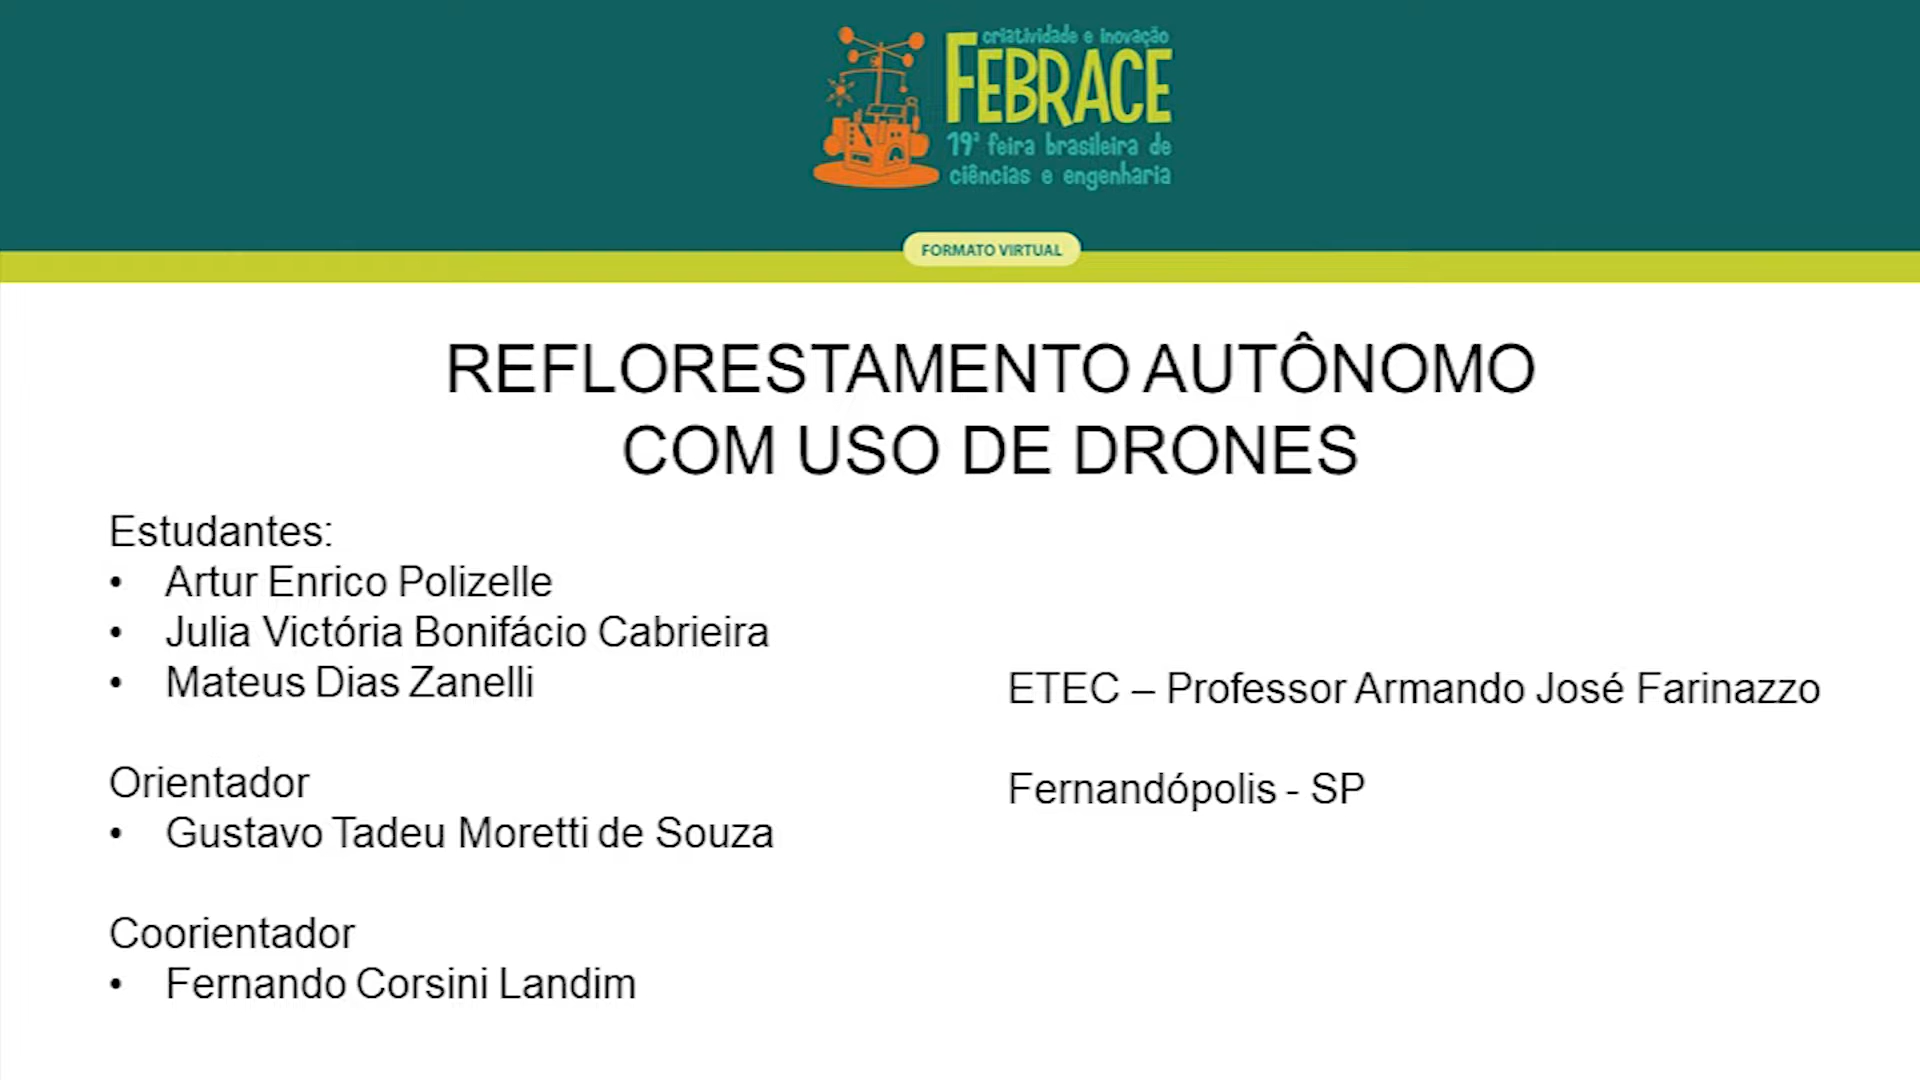 criatividade e inovação
FEBRACE
19ª feira brasileira de
ciências e engenharia
FORMATO VIRTUAL
REFLORESTAMENTO AUTÔNOMO
COM USO DE DRONES
Estudantes:
• Artur Enrico Polizelle
• Julia Victória Bonifácio Cabrieira
• Mateus Dias Zanelli
Orientador
• Gustavo Tadeu Moretti de Souza
Coorientador
• Fernando Corsini Landim
ETEC – Professor Armando José Farinazzo
Fernandópolis - SP